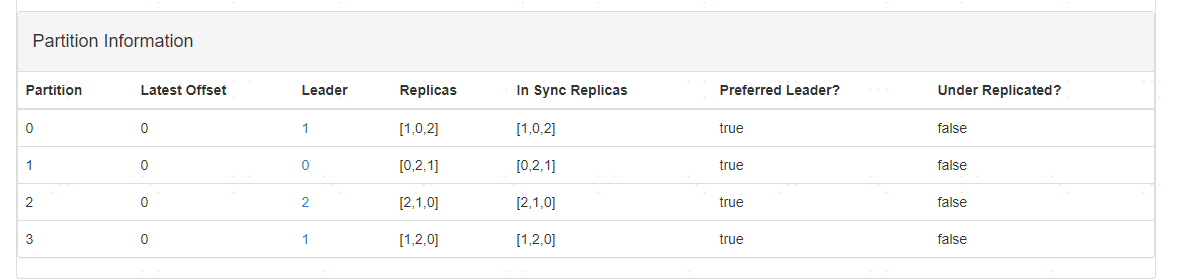 Partition Information
Partition Latest Offset Leader Replicas In Sync Replicas Preferred Leader? Under Replicated?
0 0 1 [1,0,2] [1,0,2] true false
1 0 0 [0,2,1] [0,2,1] true false
2 0 2 [2,1,0] [2,1,0] true false
3 0 1 [1,2,0] [1,2,0] true false